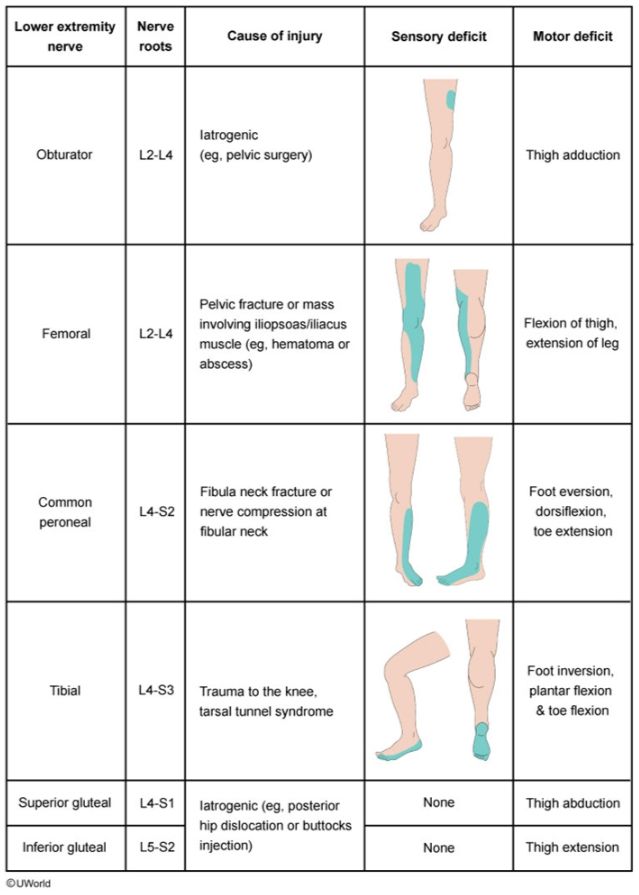 Lower extremity
nerve
Nerve
roots
Cause of injury
Sensory deficit
Motor deficit
Obturator
L2-L4
Iatrogenic
(eg, pelvic surgery)
Thigh adduction
Femoral
L2-L4
Pelvic fracture or mass
involving iliopsoas/iliacus
muscle (eg, hematoma or
abscess)
Flexion of thigh,
extension of leg
Common
peroneal
L4-S2
Fibula neck fracture or
nerve compression at
fibular neck
Foot eversion,
dorsiflexion,
toe extension
Tibial
L4-S3
Trauma to the knee,
tarsal tunnel syndrome
Foot inversion,
plantar flexion
& toe flexion
Superior gluteal
L4-S1
Iatrogenic (eg, posterior
hip dislocation or buttocks
injection)
None
Thigh abduction
Inferior gluteal
L5-S2
None
Thigh extension
©UWorld